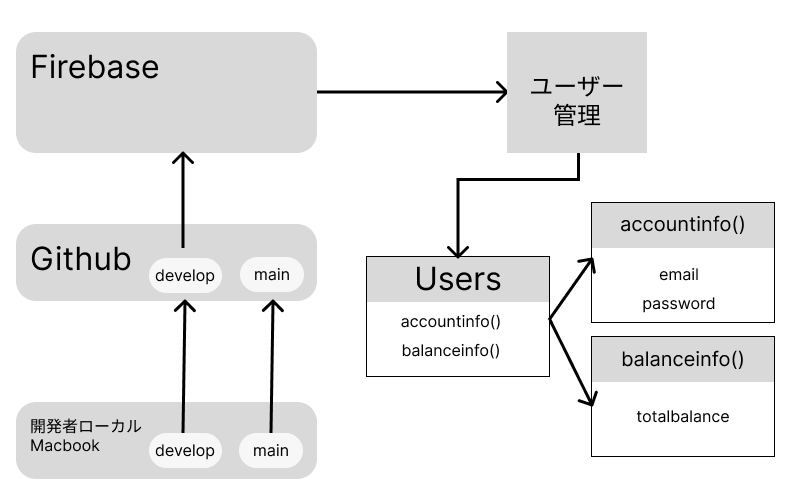 Firebase
ユーザー
管理
Github
develop
main
開発者ローカル
Macbook
develop
main
Users
accountinfo()
balanceinfo()
accountinfo()
email
password
balanceinfo()
totalbalance